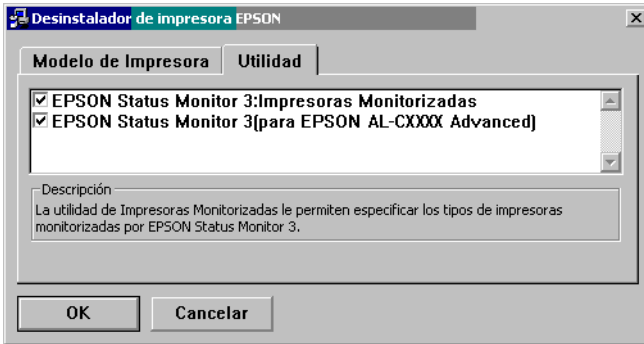 Desinstalador de impresora EPSON
Modelo de Impresora
Utilidad
EPSON Status Monitor 3:Impresoras Monitorizadas
EPSON Status Monitor 3(para EPSON AL-CXXXX Advanced)
Descripción
La utilidad de Impresoras Monitorizadas le permiten especificar los tipos de impresoras
monitorizadas por EPSON Status Monitor 3.
OK
Cancelar